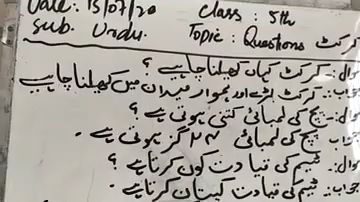 Date: 15/07/20 Class: 5th
Sub. Urdu. Topic: Questions کرکٹ
سوال:۔ کرکٹ کہاں کھیلنا چاہیے؟
جواب:۔ کرکٹ بڑے اور ہموار میدان میں کھیلنا چاہیے
سوال:۔ پچ کی لمبائی کتنی ہوتی ہے؟
جواب:۔ پچ کی لمبائی ۲۲ گز ہوتی ہے۔
سوال:۔ ٹیم کی قیادت کون کرتا ہے؟
جواب:۔ ٹیم کی قیادت کپتان کرتا ہے۔